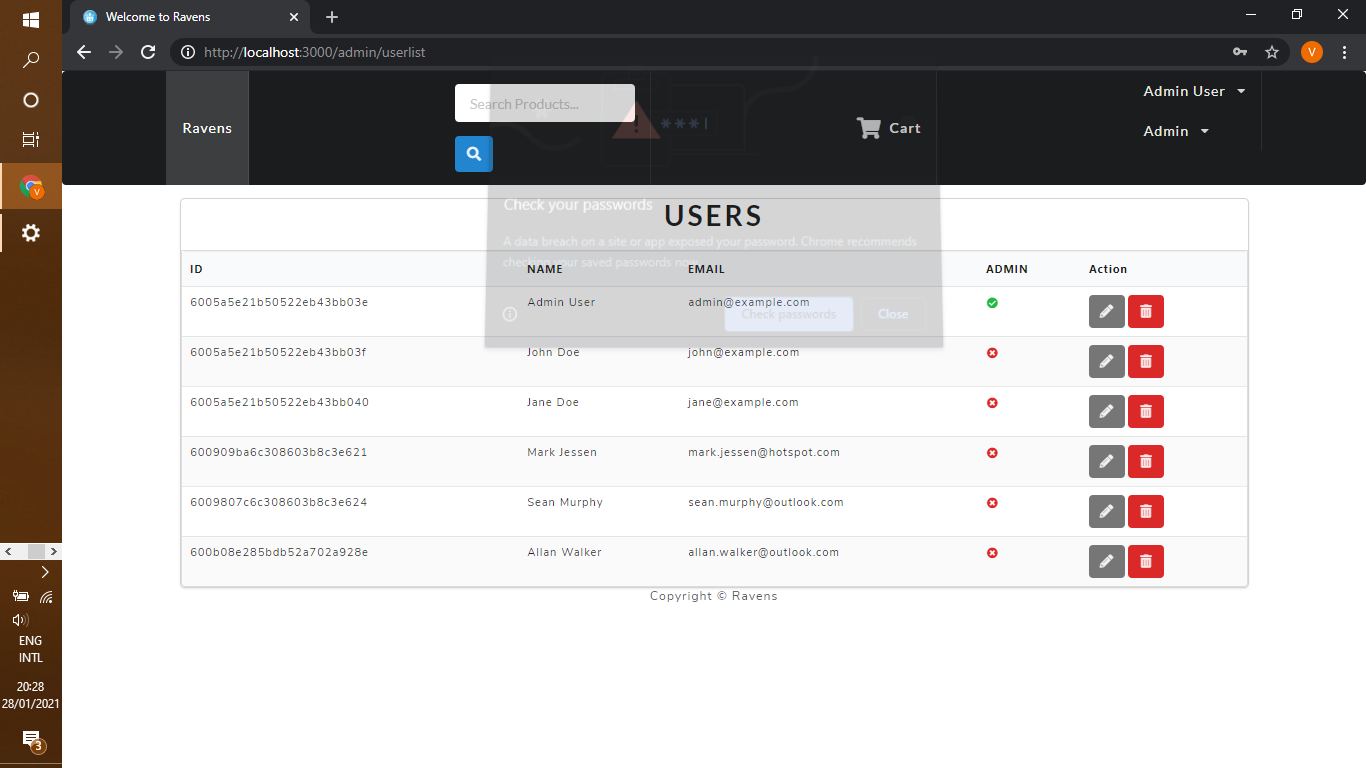 Welcome to Ravens
http://localhost:3000/admin/userlist
V
Ravens
Search Products...
***|
Cart
Admin User
Admin
Check your passwords
USERS
A data breach on a site or app exposed your password. Chrome recommends
checking your saved passwords now.
ID NAME EMAIL ADMIN Action
6005a5e21b50522eb43bb03e Admin User admin@example.com
Check passwords Close
6005a5e21b50522eb43bb03f John Doe john@example.com
6005a5e21b50522eb43bb040 Jane Doe jane@example.com
600909ba6c308603b8c3e621 Mark Jessen mark.jessen@hotspot.com
6009807c6c308603b8c3e624 Sean Murphy sean.murphy@outlook.com
600b08e285bdb52a702a928e Allan Walker allan.walker@outlook.com
Copyright © Ravens
V
ENG
INTL
20:28
28/01/2021
3